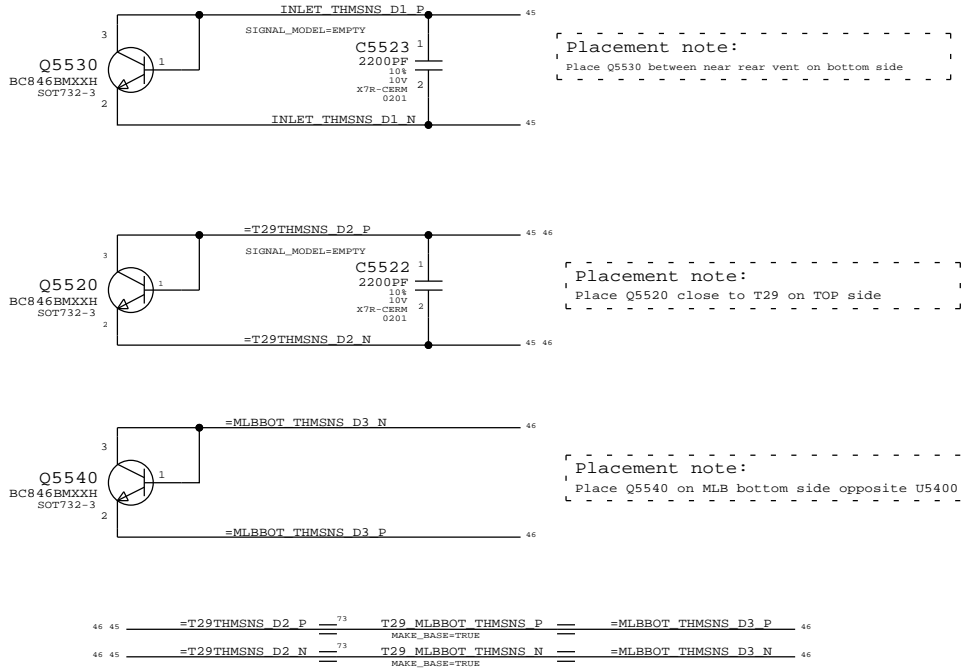 INLET_THMSNS_D1_P 45
3
SIGNAL_MODEL=EMPTY
C5523 1
Q5530 1
2200PF
BC846BMXXH
10%
10V
SOT732-3
X7R-CERM 2
0201
2
INLET_THMSNS_D1_N 45
Placement note:
Place Q5530 between near rear vent on bottom side
=T29THMSNS_D2_P 45 46
3
SIGNAL_MODEL=EMPTY
C5522 1
Q5520 1
2200PF
BC846BMXXH
10%
10V
SOT732-3
X7R-CERM 2
0201
2
=T29THMSNS_D2_N 45 46
Placement note:
Place Q5520 close to T29 on TOP side
=MLBBOT_THMSNS_D3_N 46
3
Q5540 1
BC846BMXXH
SOT732-3
2
=MLBBOT_THMSNS_D3_P 46
Placement note:
Place Q5540 on MLB bottom side opposite U5400
46 45 =T29THMSNS_D2_P 73 T29_MLBBOT_THMSNS_P =MLBBOT_THMSNS_D3_P 46
MAKE_BASE=TRUE
46 45 =T29THMSNS_D2_N 73 T29_MLBBOT_THMSNS_N =MLBBOT_THMSNS_D3_N 46
MAKE_BASE=TRUE